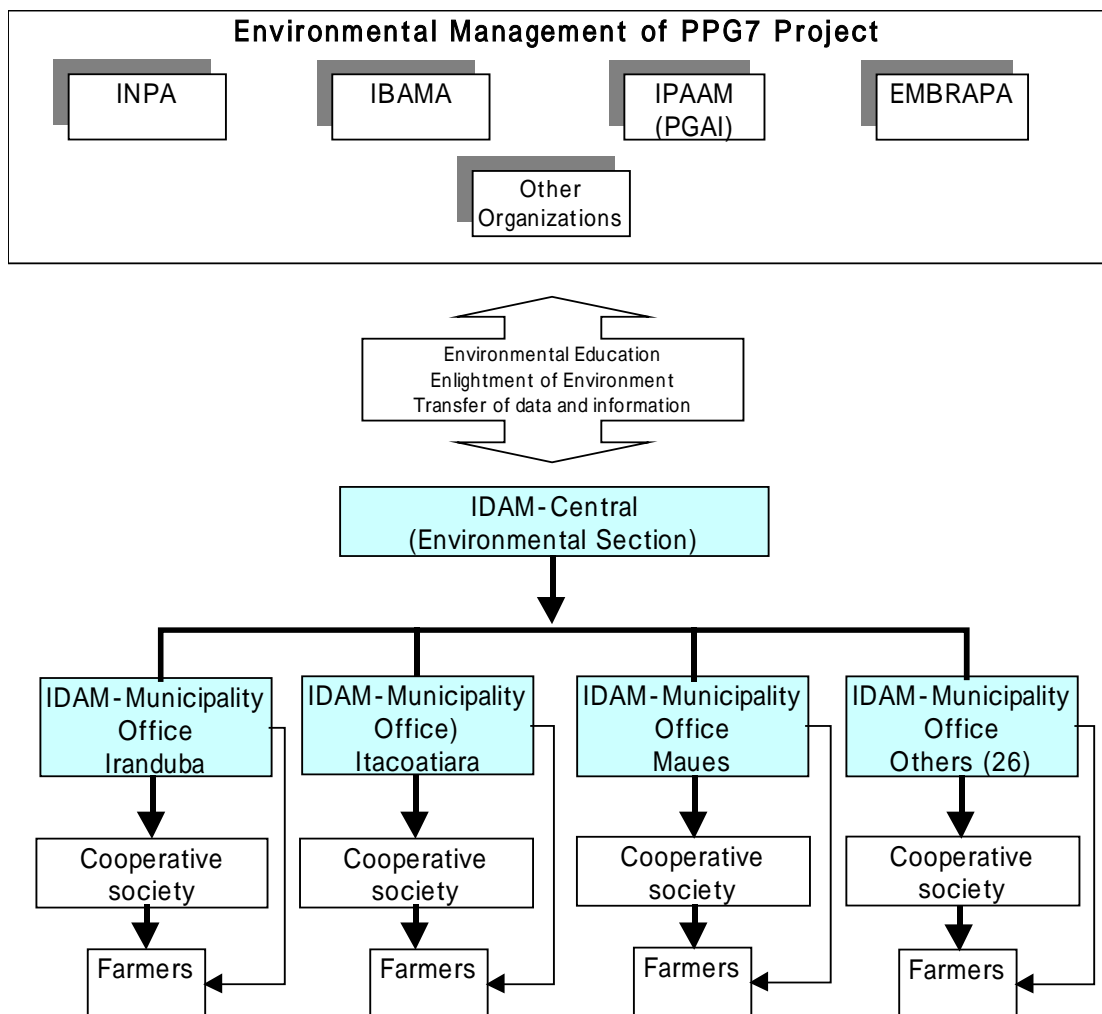 Environmental Management of PPG7 Project
INPA
IBAMA
IPAAM
(PGAI)
EMBRAPA
Other
Organizations
Environmental Education
Enlightment of Environment
Transfer of data and information
IDAM-Central
(Environmental Section)
IDAM-Municipality
Office
Iranduba
IDAM-Municipality
Office)
Itacoatiara
IDAM-Municipality
Office
Maues
IDAM-Municipality
Office
Others (26)
Cooperative
society
Cooperative
society
Cooperative
society
Cooperative
society
Farmers
Farmers
Farmers
Farmers